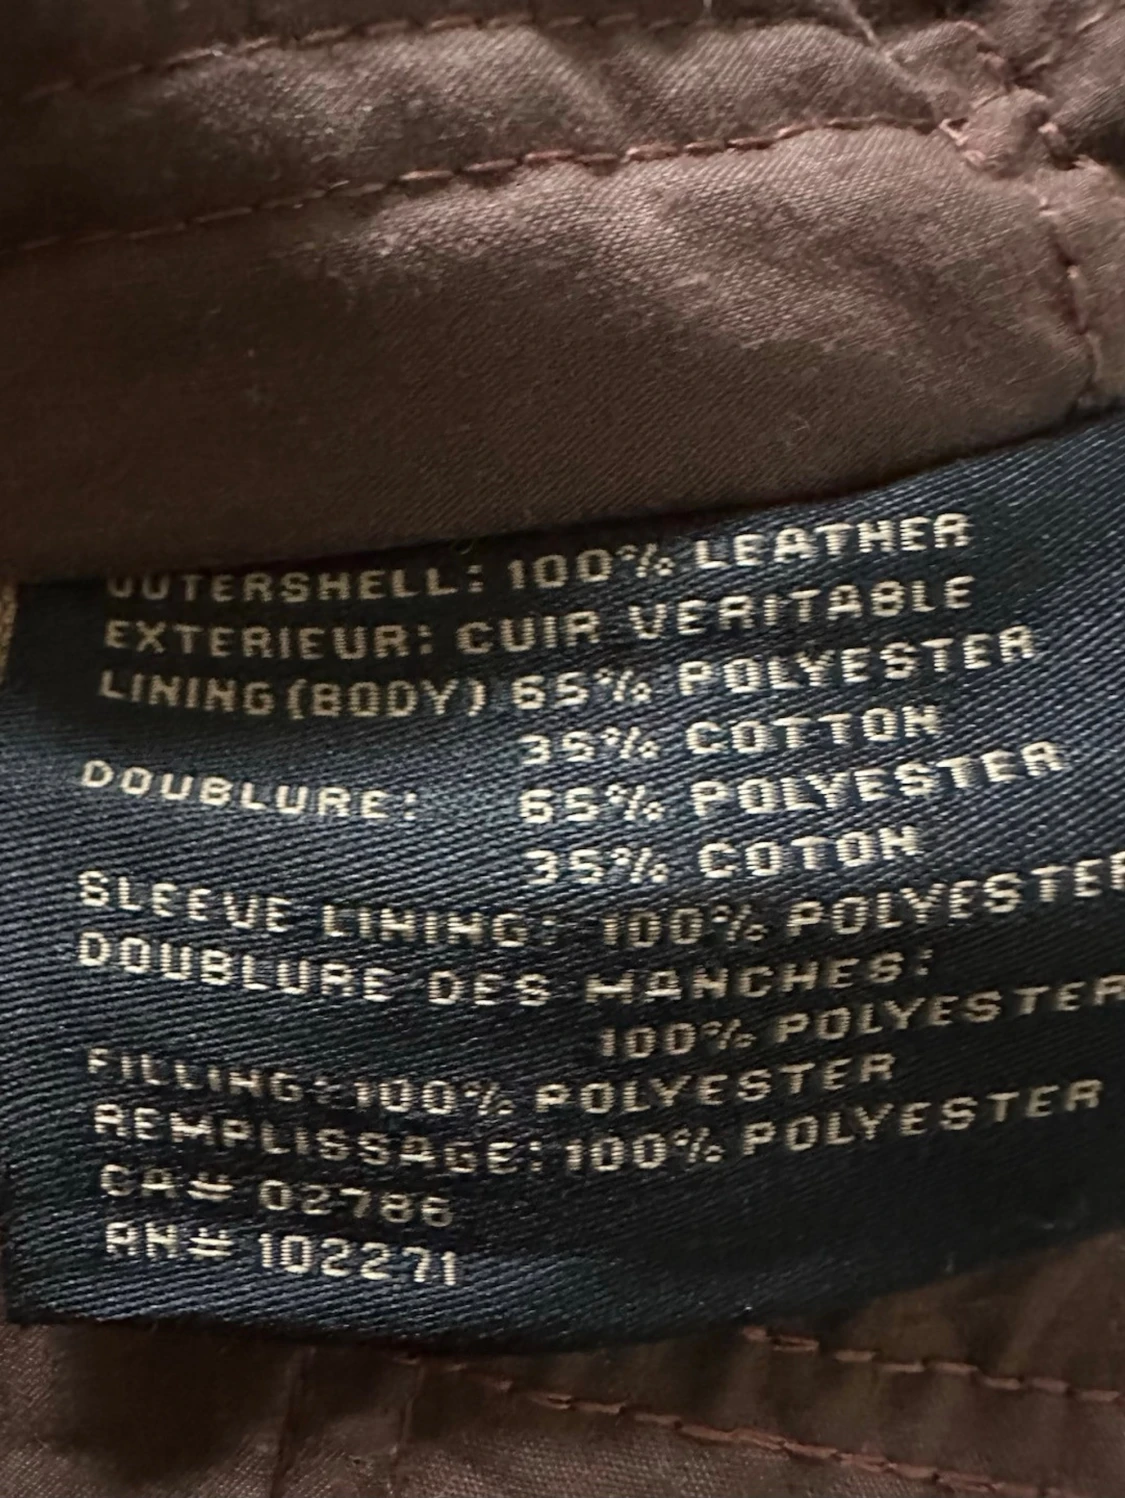 OUTERSHELL: 100% LEATHER
EXTERIEUR: CUIR VERITABLE
LINING(BODY) 65% POLYESTER
35% COTTON
DOUBLURE: 65% POLYESTER
35% COTON
SLEEVE LINING: 100% POLYESTER
DOUBLURE DES MANCHES:
100% POLYESTER
FILLING: 100% POLYESTER
REMPLISSAGE: 100% POLYESTER
CA# 02786
RN# 102271